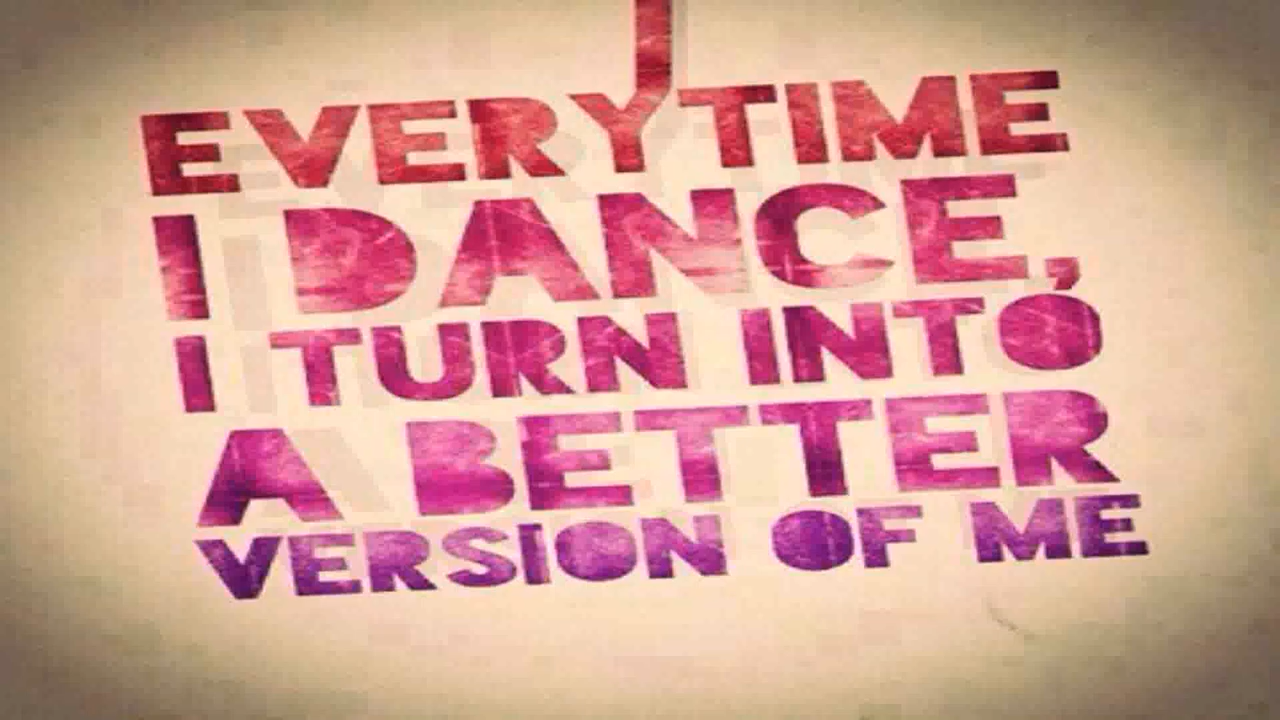 EVERYTIME
I DANCE,
I TURN INTO
A BETTER
VERSION OF ME